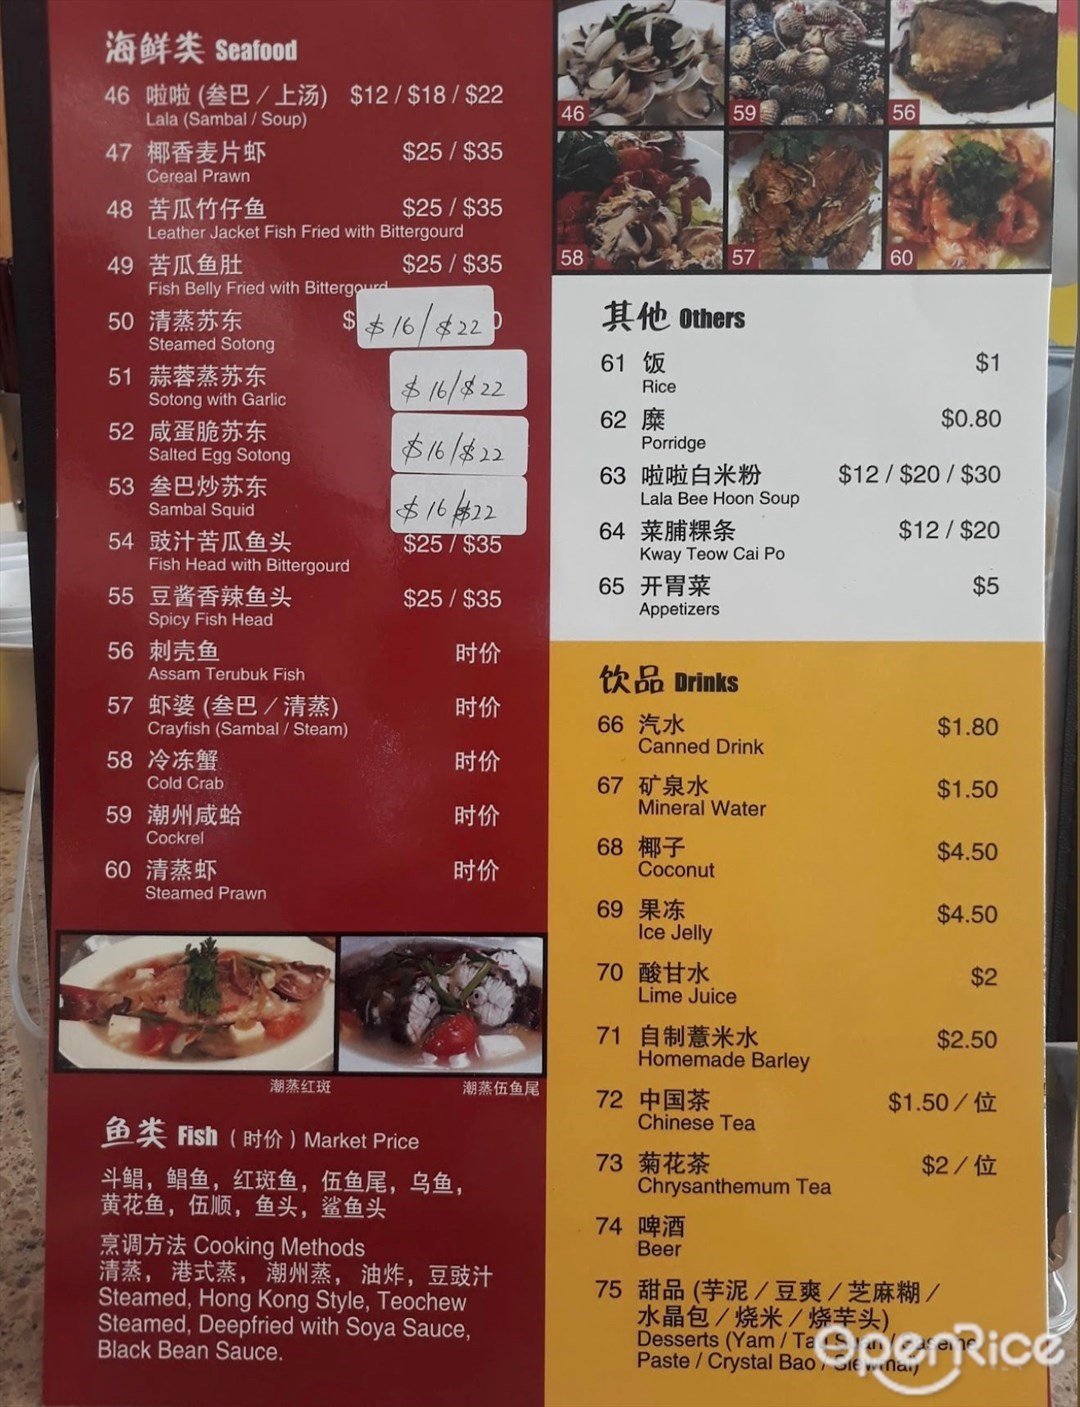 海鲜类 Seafood
46 啦啦 (叁巴 / 上汤) $12 / $18 / $22
Lala (Sambal / Soup)
47 椰香麦片虾 $25 / $35
Cereal Prawn
48 苦瓜竹仔鱼 $25 / $35
Leather Jacket Fish Fried with Bittergourd
49 苦瓜鱼肚 $25 / $35
Fish Belly Fried with Bittergourd
50 清蒸苏东 $ $16/$22 0
Steamed Sotong
51 蒜蓉蒸苏东 $16/$22
Sotong with Garlic
52 咸蛋脆苏东 $16/$22
Salted Egg Sotong
53 叁巴炒苏东 $16/$22
Sambal Squid
54 豉汁苦瓜鱼头 $25 / $35
Fish Head with Bittergourd
55 豆酱香辣鱼头 $25 / $35
Spicy Fish Head
56 刺壳鱼 时价
Assam Terubuk Fish
57 虾婆 (叁巴 / 清蒸) 时价
Crayfish (Sambal / Steam)
58 冷冻蟹 时价
Cold Crab
59 潮州咸蛤 时价
Cockrel
60 清蒸虾 时价
Steamed Prawn
潮蒸红斑
潮蒸伍鱼尾
鱼类 Fish ( 时价 ) Market Price
斗鲳, 鲳鱼, 红斑鱼, 伍鱼尾, 乌鱼,
黄花鱼, 伍顺, 鱼头, 鲨鱼头
烹调方法 Cooking Methods
清蒸, 港式蒸, 潮州蒸, 油炸, 豆豉汁
Steamed, Hong Kong Style, Teochew
Steamed, Deepfried with Soya Sauce,
Black Bean Sauce.
46
59
56
58
57
60
其他 Others
61 饭 $1
Rice
62 糜 $0.80
Porridge
63 啦啦白米粉 $12 / $20 / $30
Lala Bee Hoon Soup
64 菜脯粿条 $12 / $20
Kway Teow Cai Po
65 开胃菜 $5
Appetizers
饮品 Drinks
66 汽水 $1.80
Canned Drink
67 矿泉水 $1.50
Mineral Water
68 椰子 $4.50
Coconut
69 果冻 $4.50
Ice Jelly
70 酸甘水 $2
Lime Juice
71 自制薏米水 $2.50
Homemade Barley
72 中国茶 $1.50 / 位
Chinese Tea
73 菊花茶 $2 / 位
Chrysanthemum Tea
74 啤酒
Beer
75 甜品 (芋泥 / 豆爽 / 芝麻糊 /
水晶包 / 烧米 / 烧芋头)
Desserts (Yam /
Paste / Crystal Bao /
OpenRice